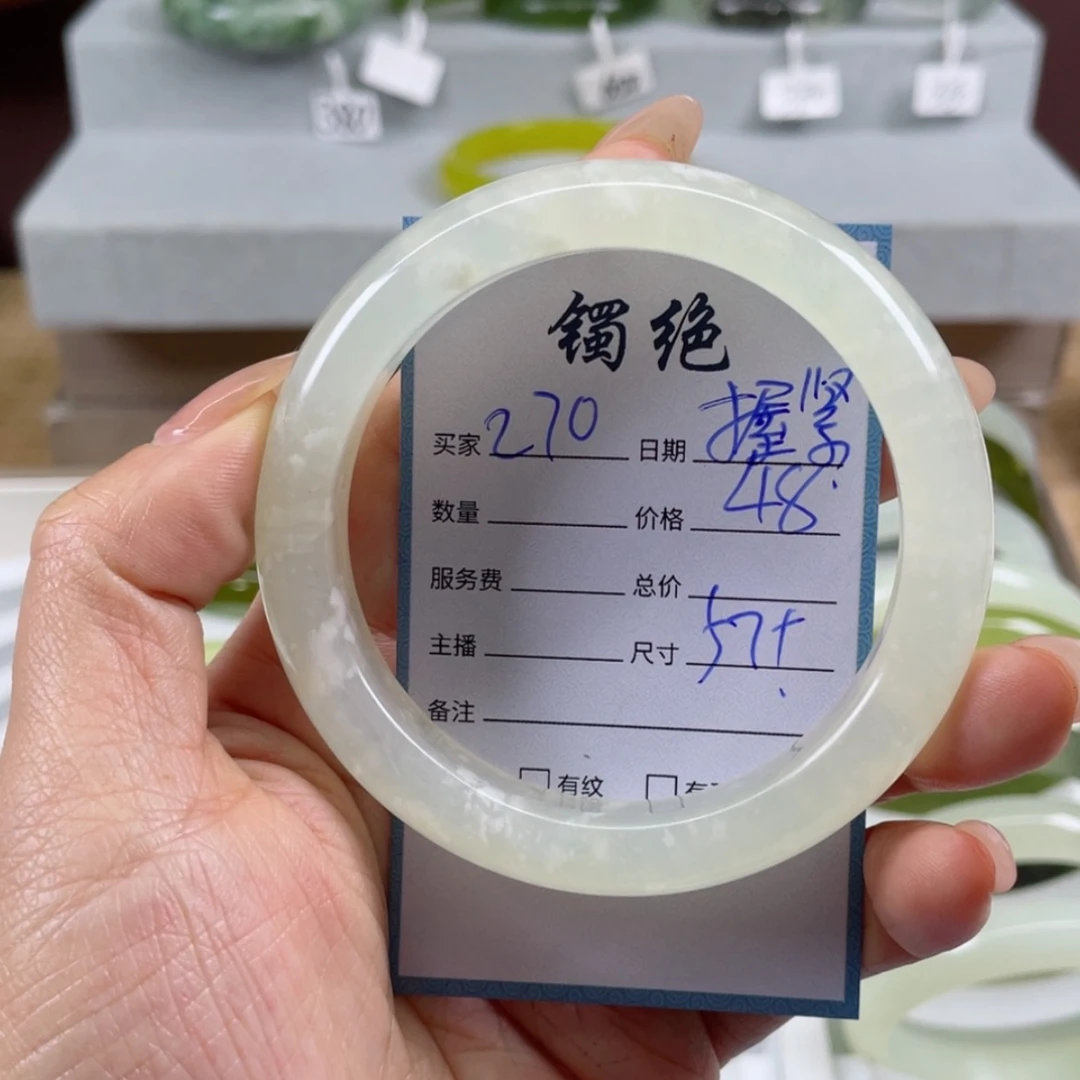 镯绝
买家 270 日期 握紧
数量 价格 48
服务费 总价
主播 尺寸 57+
备注
有纹 有